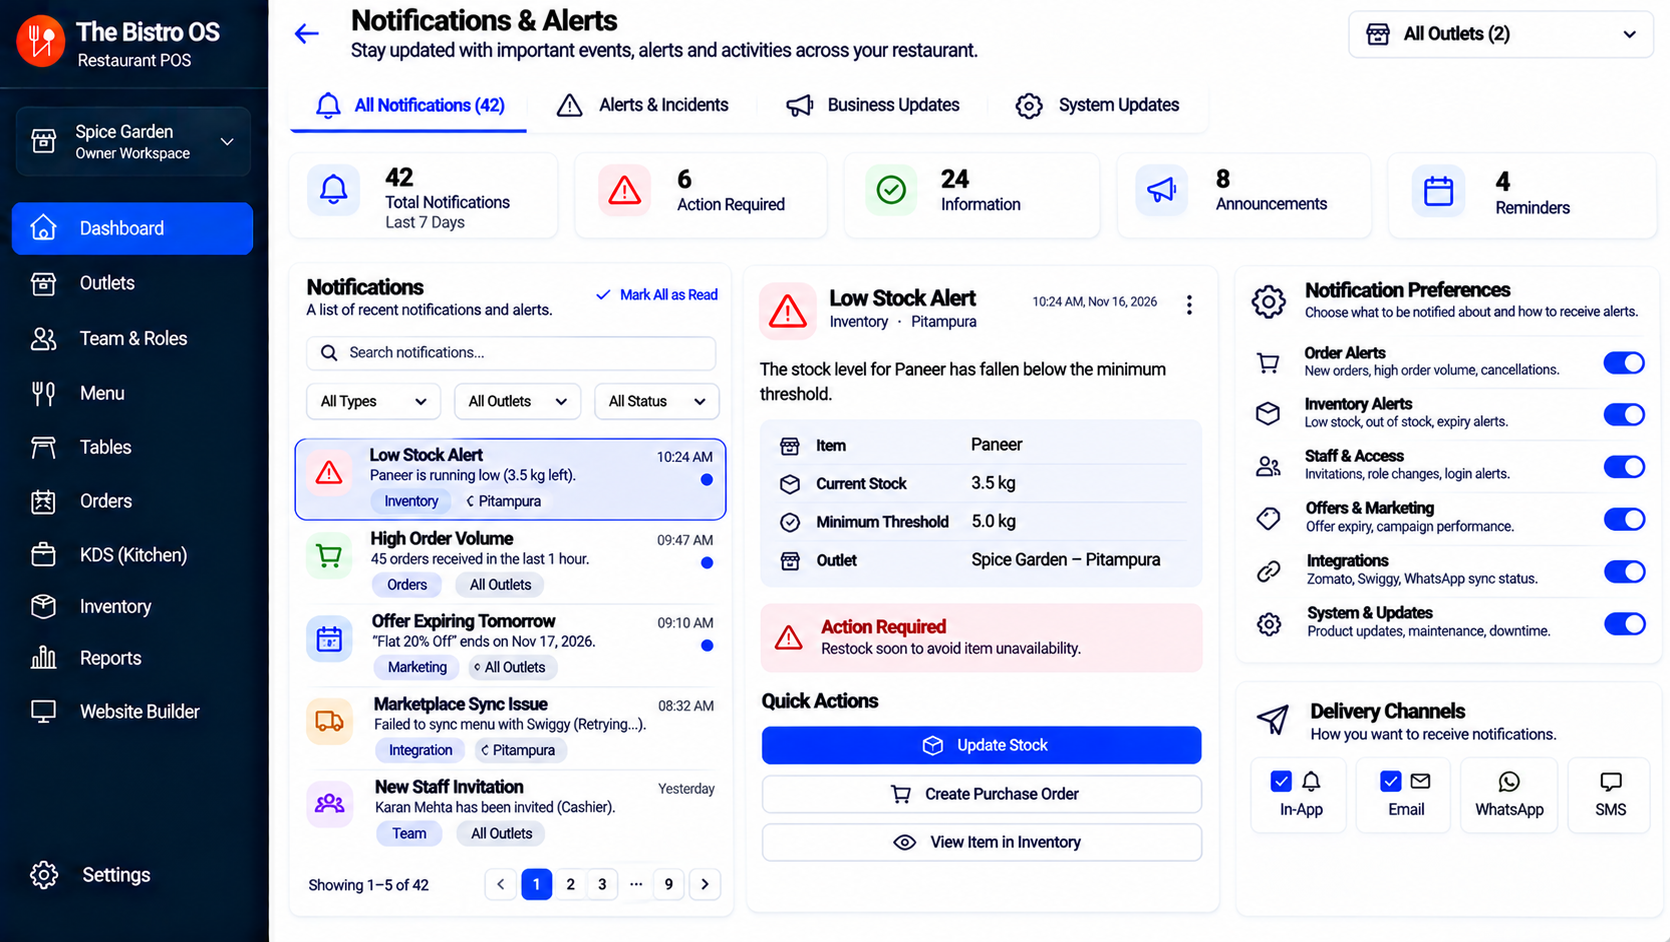 The Bistro OS
Restaurant POS
Spice Garden
Owner Workspace
Dashboard
Outlets
Team & Roles
Menu
Tables
Orders
KDS (Kitchen)
Inventory
Reports
Website Builder
Settings
Notifications & Alerts
Stay updated with important events, alerts and activities across your restaurant.
All Outlets (2)
All Notifications (42)
Alerts & Incidents
Business Updates
System Updates
42
Total Notifications
Last 7 Days
6
Action Required
24
Information
8
Announcements
4
Reminders
Notifications
A list of recent notifications and alerts.
Mark All as Read
Search notifications...
All Types
All Outlets
All Status
Low Stock Alert
10:24 AM
Paneer is running low (3.5 kg left).
Inventory
Pitampura
High Order Volume
09:47 AM
45 orders received in the last 1 hour.
Orders
All Outlets
Offer Expiring Tomorrow
09:10 AM
“Flat 20% Off” ends on Nov 17, 2026.
Marketing
All Outlets
Marketplace Sync Issue
08:32 AM
Failed to sync menu with Swiggy (Retrying...).
Integration
Pitampura
New Staff Invitation
Yesterday
Karan Mehta has been invited (Cashier).
Team
All Outlets
Showing 1–5 of 42
1
2
3
...
9
Low Stock Alert
10:24 AM, Nov 16, 2026
Inventory · Pitampura
The stock level for Paneer has fallen below the minimum
threshold.
Item Paneer
Current Stock 3.5 kg
Minimum Threshold 5.0 kg
Outlet Spice Garden – Pitampura
Action Required
Restock soon to avoid item unavailability.
Quick Actions
Update Stock
Create Purchase Order
View Item in Inventory
Notification Preferences
Choose what to be notified about and how to receive alerts.
Order Alerts
New orders, high order volume, cancellations.
Inventory Alerts
Low stock, out of stock, expiry alerts.
Staff & Access
Invitations, role changes, login alerts.
Offers & Marketing
Offer expiry, campaign performance.
Integrations
Zomato, Swiggy, WhatsApp sync status.
System & Updates
Product updates, maintenance, downtime.
Delivery Channels
How you want to receive notifications.
In-App
Email
WhatsApp
SMS